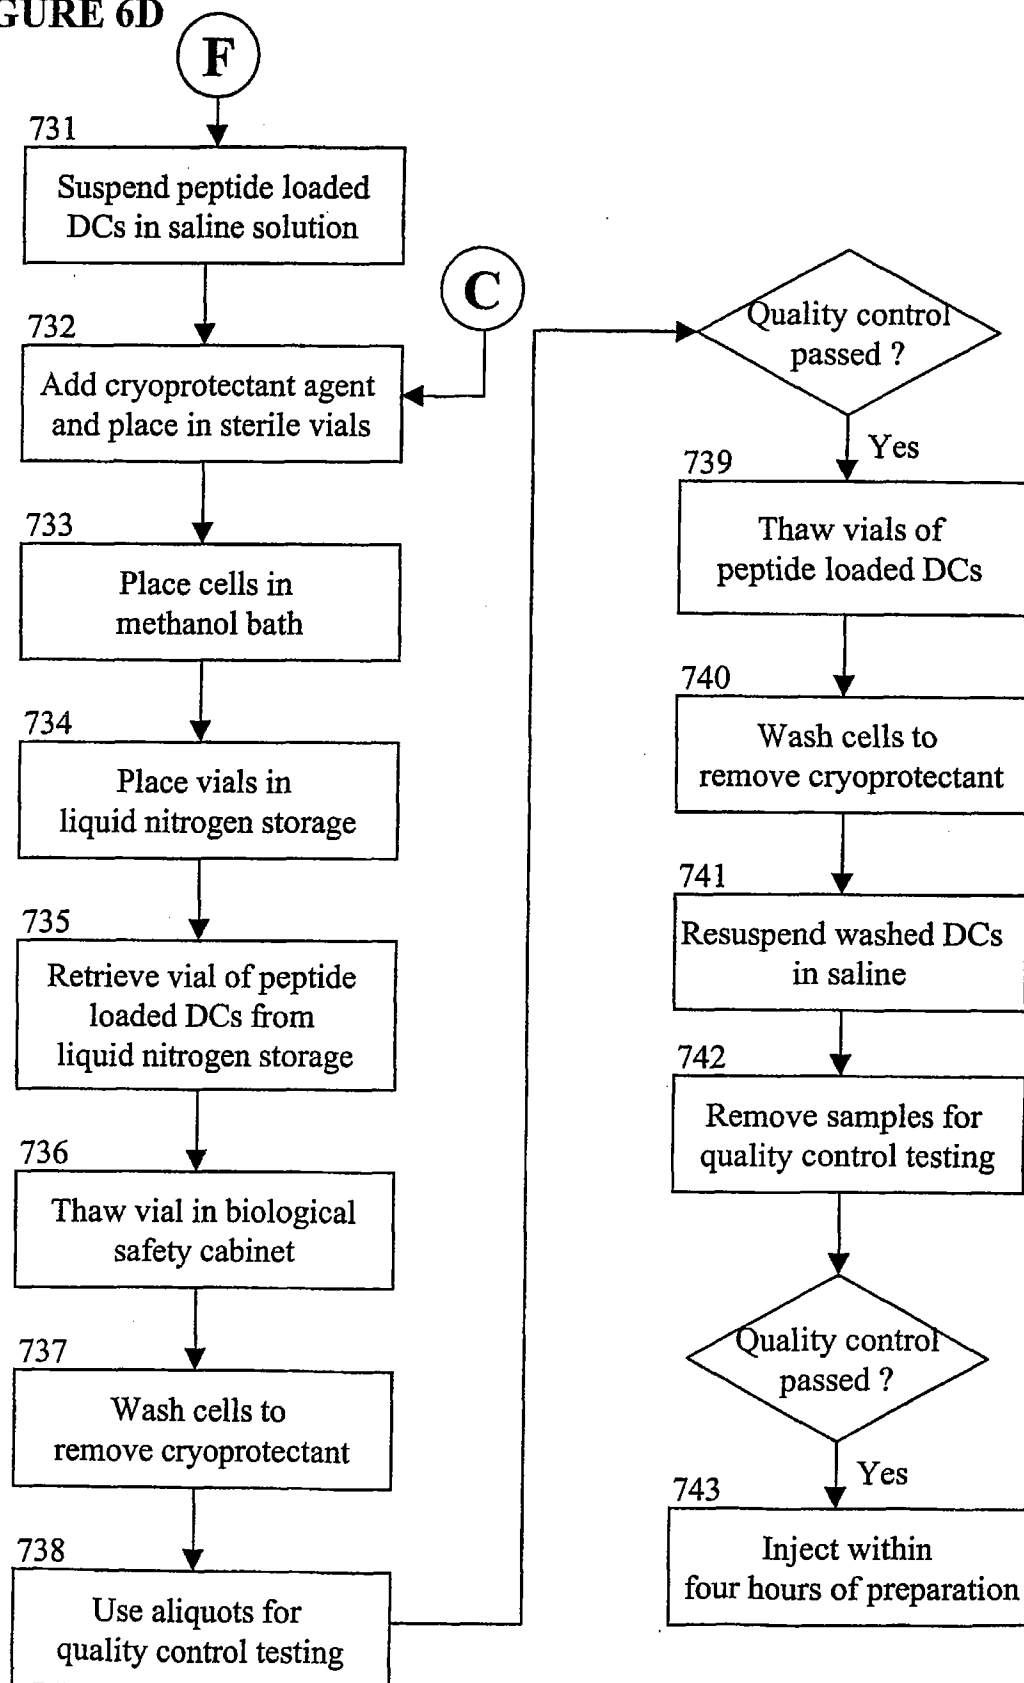 GURE 6D
F
731
Suspend peptide loaded
DCs in saline solution
C
732
Add cryoprotectant agent
and place in sterile vials
733
Place cells in
methanol bath
734
Place vials in
liquid nitrogen storage
735
Retrieve vial of peptide
loaded DCs from
liquid nitrogen storage
736
Thaw vial in biological
safety cabinet
737
Wash cells to
remove cryoprotectant
738
Use aliquots for
quality control testing
Quality control
passed ?
Yes
739
Thaw vials of
peptide loaded DCs
740
Wash cells to
remove cryoprotectant
741
Resuspend washed DCs
in saline
742
Remove samples for
quality control testing
Quality control
passed ?
Yes
743
Inject within
four hours of preparation